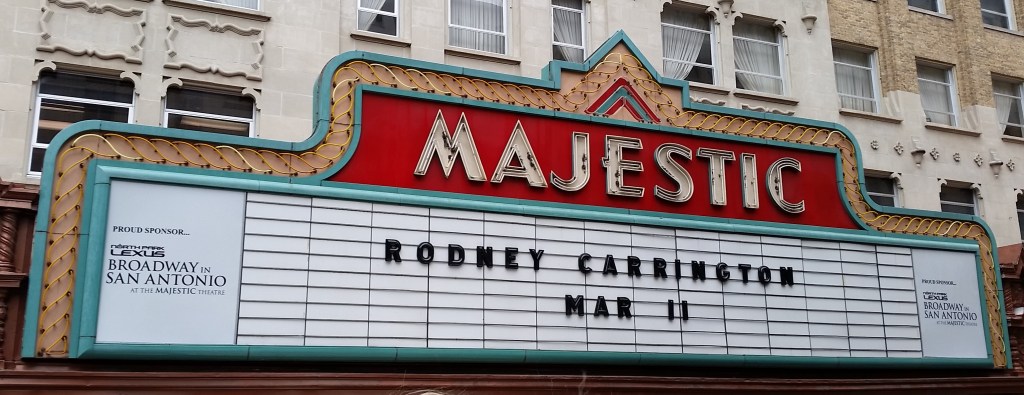 MAJESTIC
RODNEY CARRINGTON
MAR 11
PROUD SPONSOR...
NORTH PARK
LEXUS
BROADWAY IN
SAN ANTONIO
AT THE MAJESTIC THEATRE
PROUD SPONSOR...
NORTH PARK
LEXUS
BROADWAY IN
SAN ANTONIO
AT THE MAJESTIC THEATRE